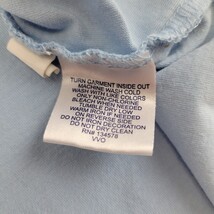 TURN GARMENT INSIDE OUT
MACHINE WASH COLD
WASH WITH LIKE COLORS
ONLY NON-CHLORINE
BLEACH WHEN NEEDED
TUMBLE DRY LOW
WARM IRON IF NEEDED
ON REVERSE SIDE
DO NOT IRON DECORATION
DO NOT DRY CLEAN
RN# 134578
VVO